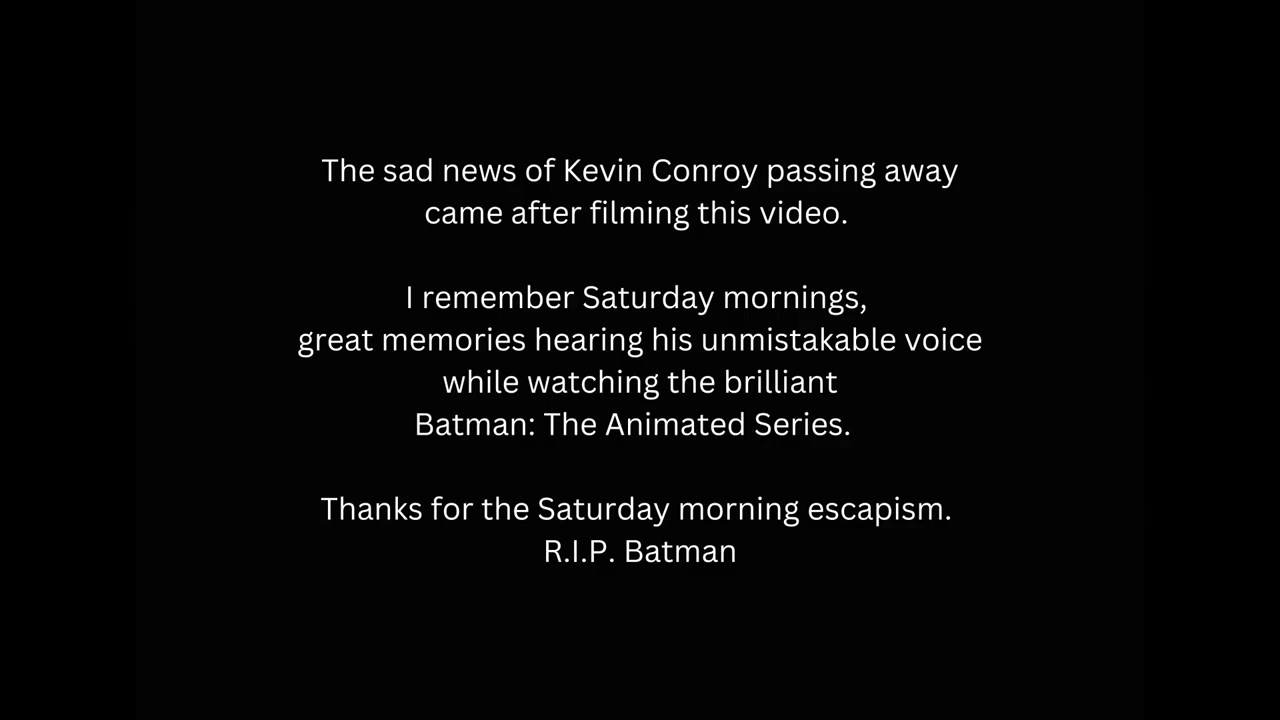 The sad news of Kevin Conroy passing away
came after filming this video.
I remember Saturday mornings,
great memories hearing his unmistakable voice
while watching the brilliant
Batman: The Animated Series.
Thanks for the Saturday morning escapism.
R.I.P. Batman